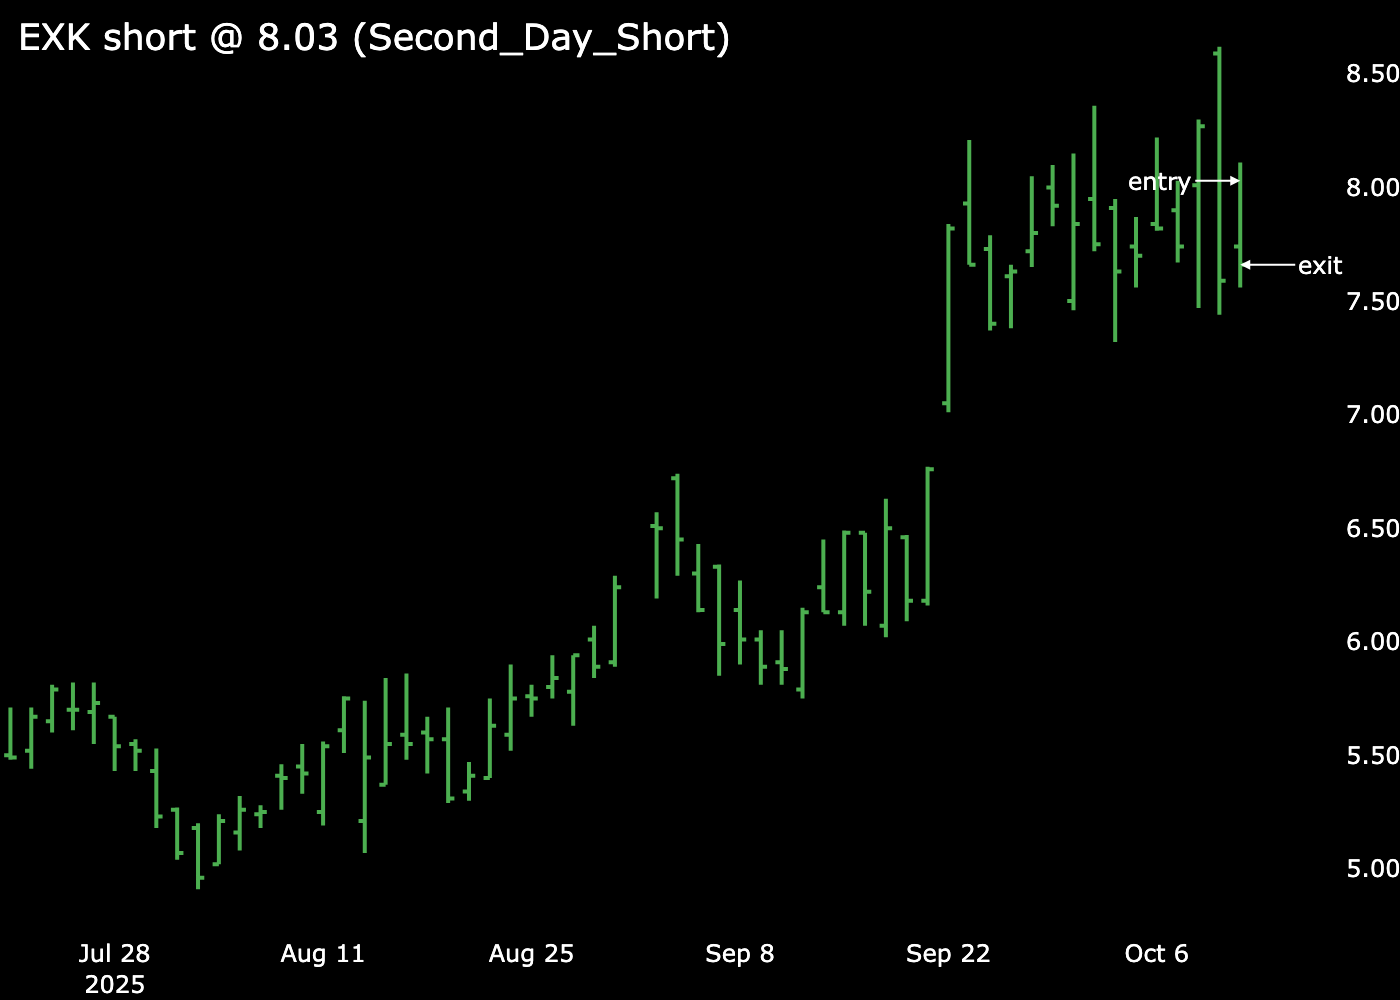 EXK short @ 8.03 (Second_Day_Short)
8.50
entry
8.00
exit
7.50
7.00
6.50
6.00
5.50
5.00
Jul 28
2025
Aug 11
Aug 25
Sep 8
Sep 22
Oct 6